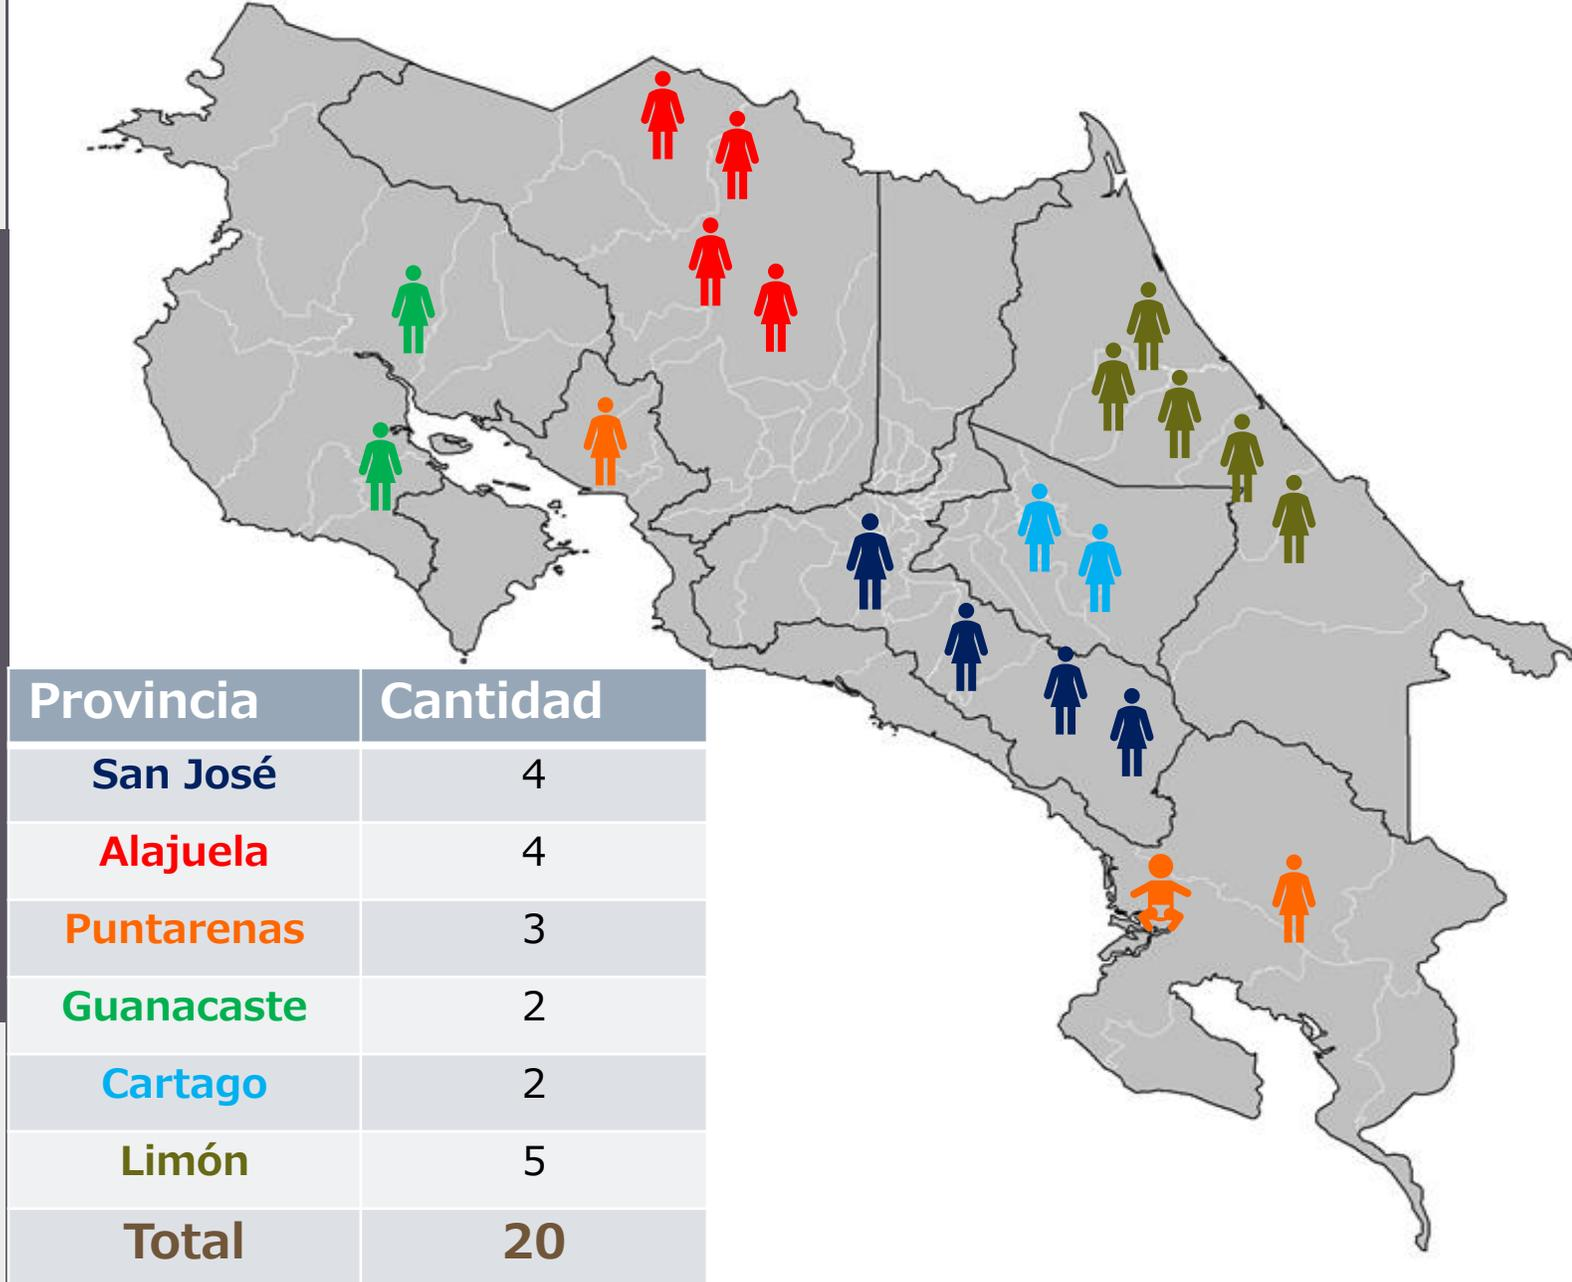 Provincia Cantidad
San José 4
Alajuela 4
Puntarenas 3
Guanacaste 2
Cartago 2
Limón 5
Total 20